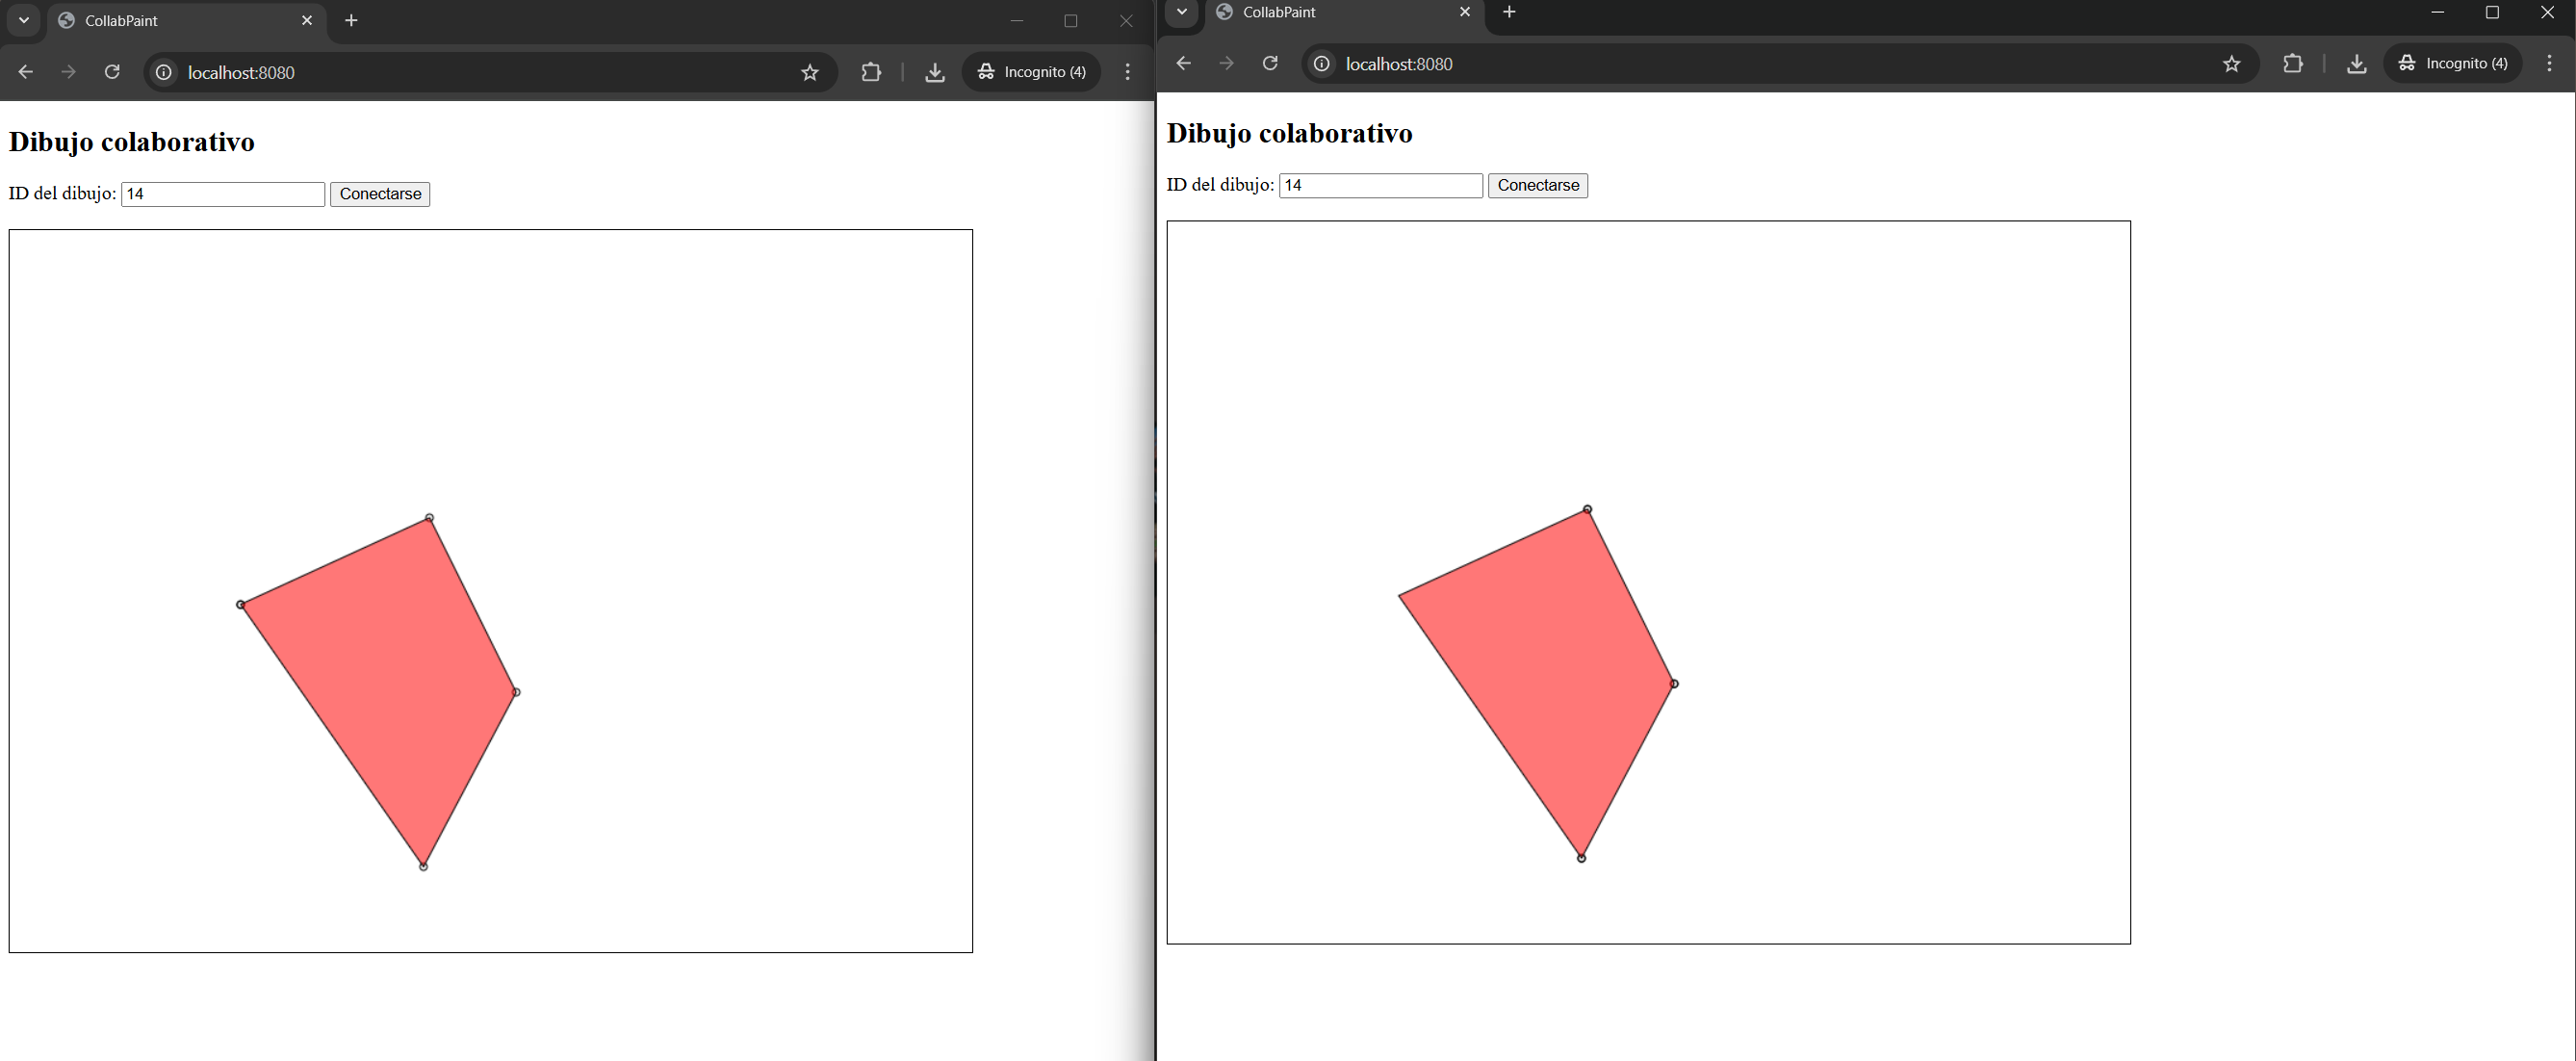 CollabPaint
localhost:8080
Incognito (4)
Dibujo colaborativo
ID del dibujo: 14 Conectarse
CollabPaint
localhost:8080
Incognito (4)
Dibujo colaborativo
ID del dibujo: 14 Conectarse